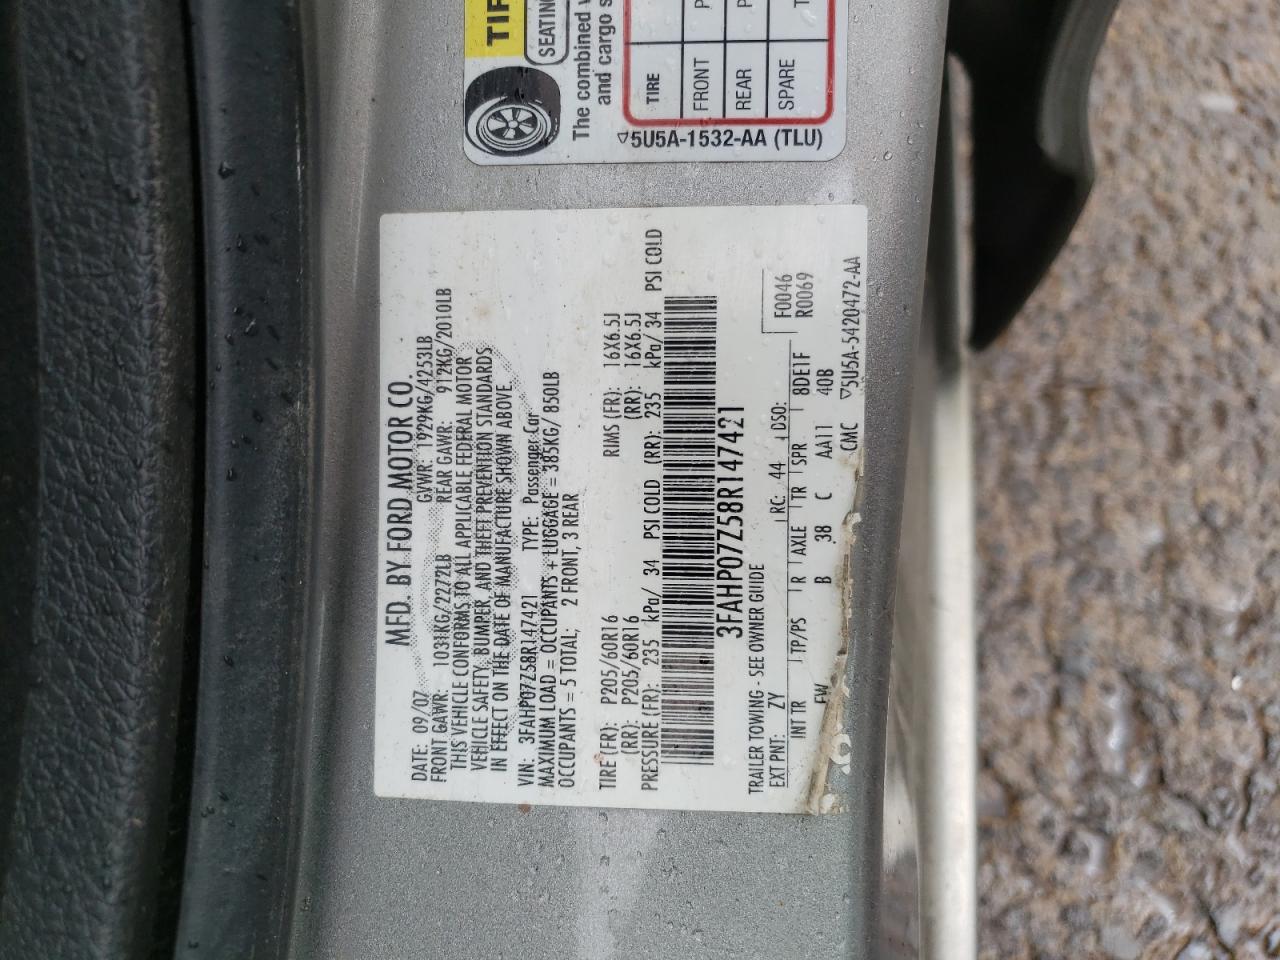 TIR
SEATING
The combined
and cargo
TIRE
FRONT P
REAR P
SPARE T
▽5U5A-1532-AA (TLU)
MFD. BY FORD MOTOR CO.
DATE: 09/07 GVWR: 1929KG/4253LB
FRONT GAWR: 1031KG/2272LB REAR GAWR: 912KG/2010LB
THIS VEHICLE CONFORMS TO ALL APPLICABLE FEDERAL MOTOR
VEHICLE SAFETY, BUMPER, AND THEFT PREVENTION STANDARDS
IN EFFECT ON THE DATE OF MANUFACTURE SHOWN ABOVE.
VIN: 3FAHP07Z58R147421 TYPE: Passenger Car
MAXIMUM LOAD = OCCUPANTS + LUGGAGE = 385KG/ 850LB
OCCUPANTS = 5 TOTAL; 2 FRONT, 3 REAR
TIRE (FR): P205/60R16 RIMS (FR): 16X6.5J
(RR): P205/60R16 (RR): 16X6.5J
PRESSURE (FR): 235 kPa/ 34 PSI COLD (RR): 235 kPa/ 34 PSI COLD
3FAHP07Z58R147421
TRAILER TOWING - SEE OWNER GUIDE
F0046
R0069
EXT PNT: ZY RC: 44 DSO:
INT TR TP/PS R AXLE TR SPR 8DE1F
FW B 38 C AA11 40B
CMC ▽5U5A-5420472-AA